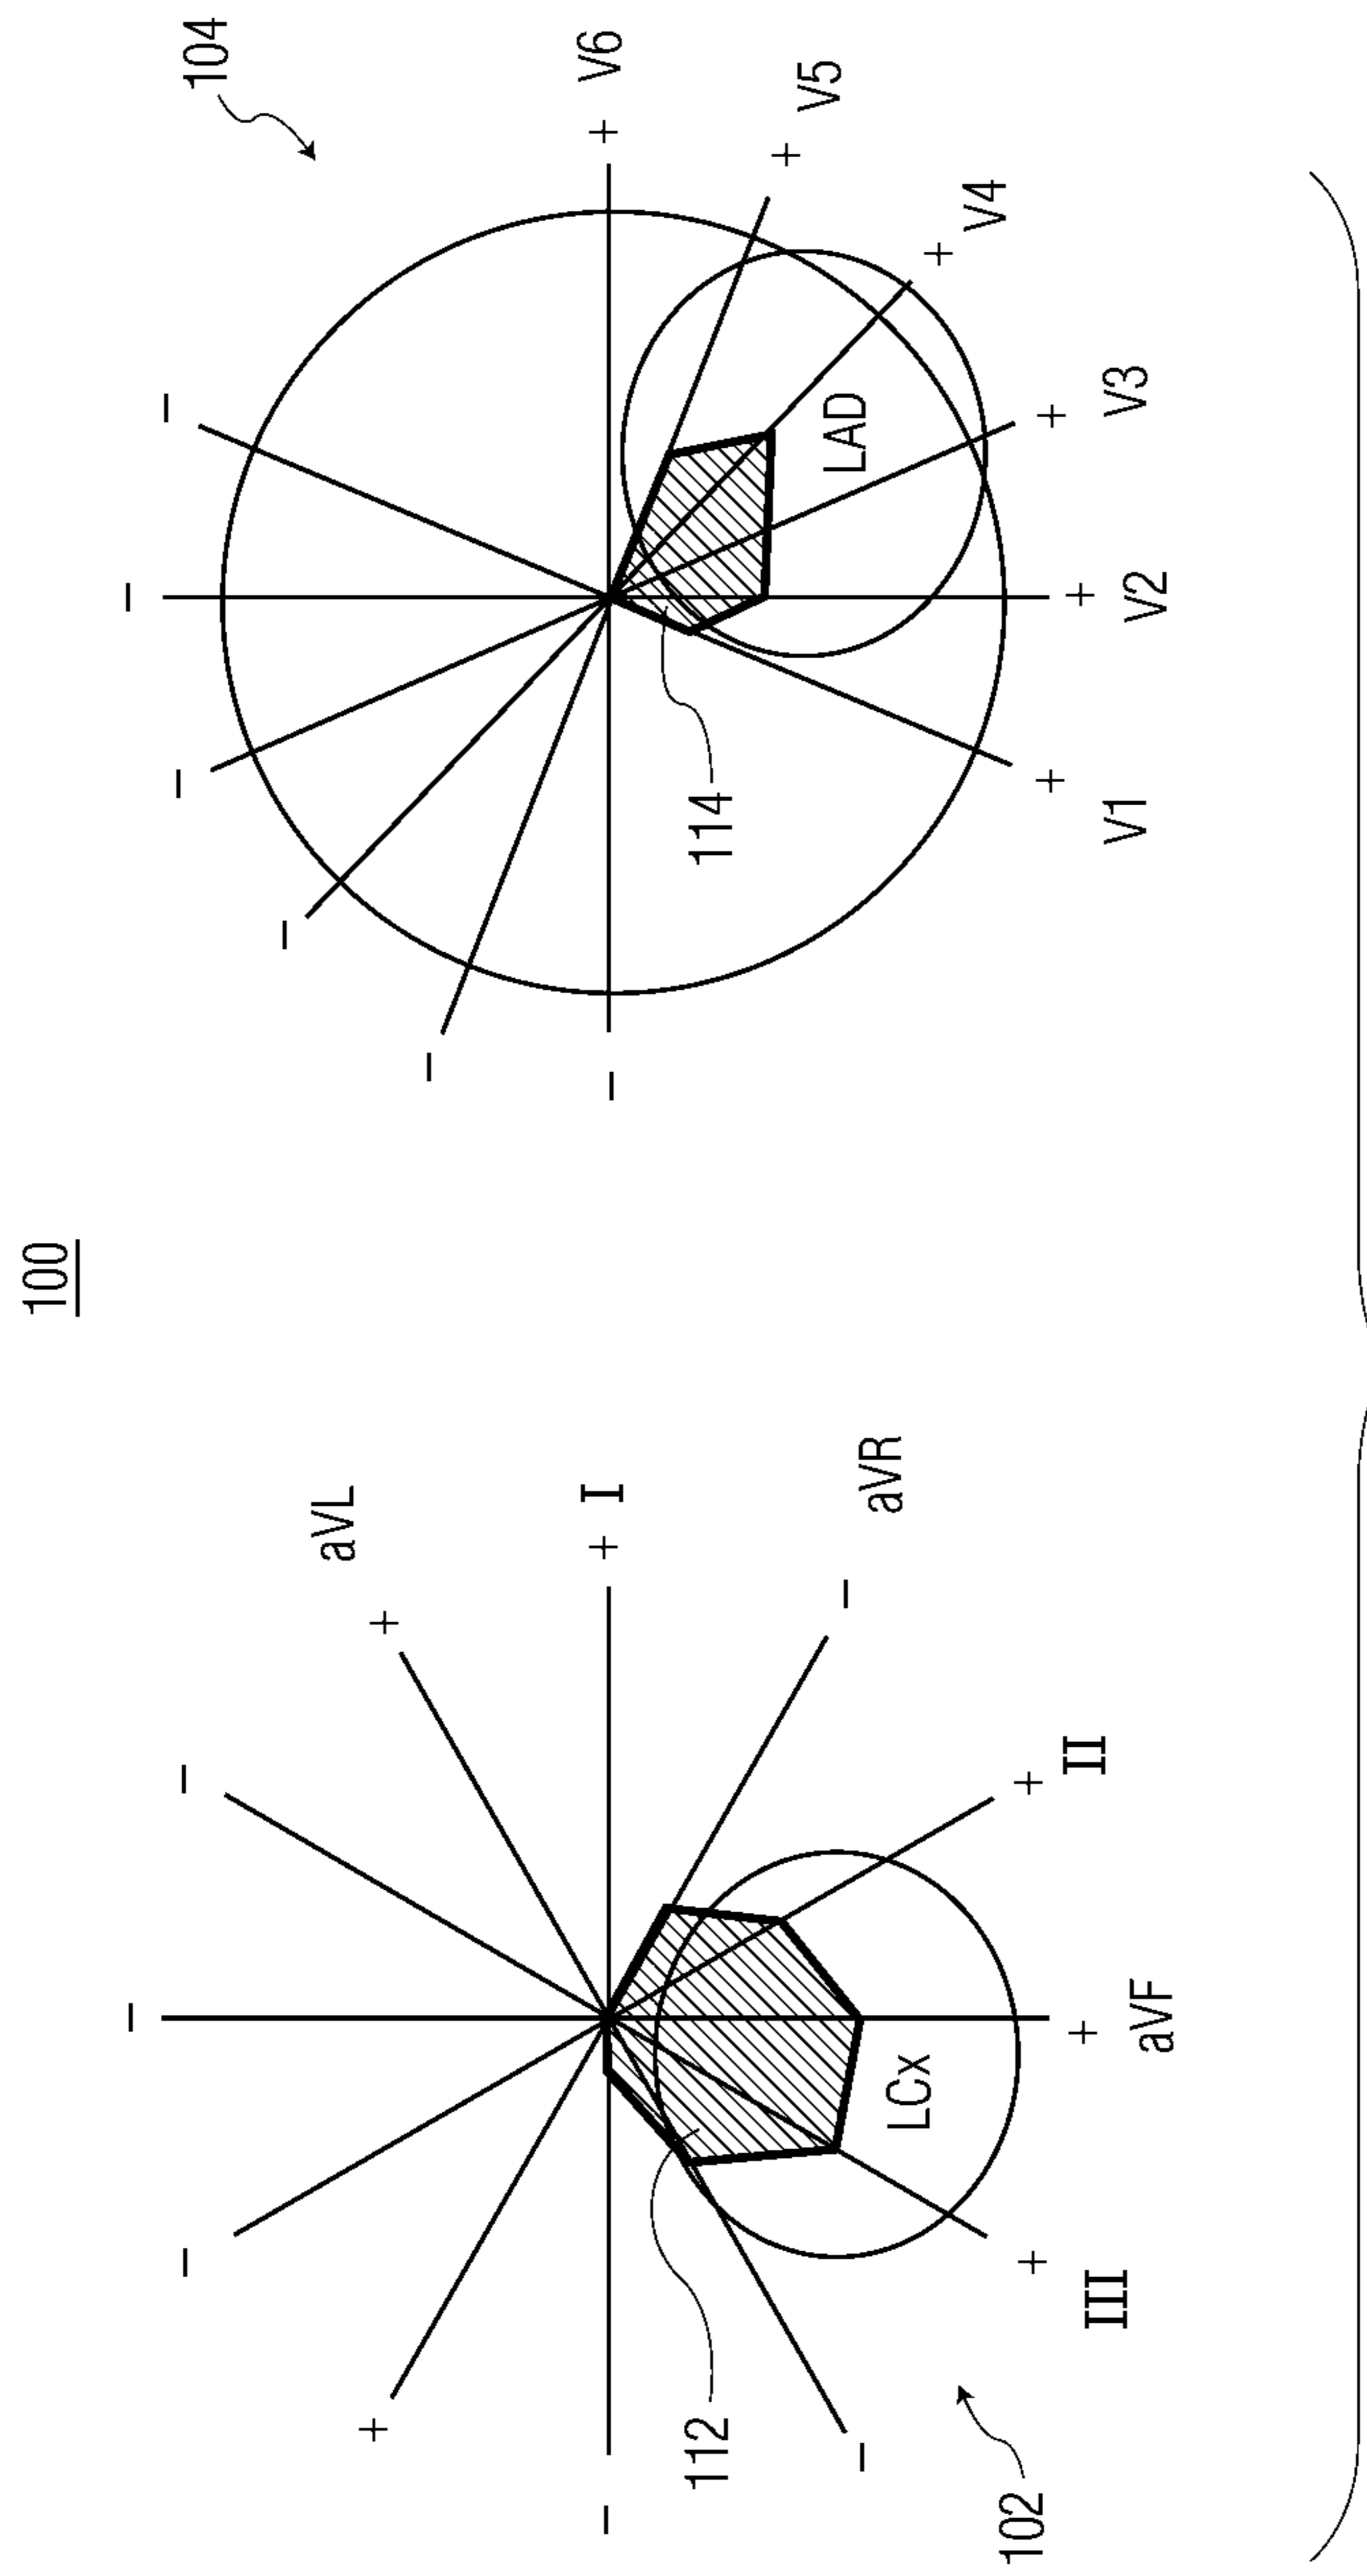 100
−
−
−
aVL
+
+
−
+ I
aVR
−
−
112
LCx
+
II
+
III
+
aVF
102
104
−
−
−
−
−
−
+ V6
+
V5
+
V4
114
LAD
+
V3
+
V2
+
V1